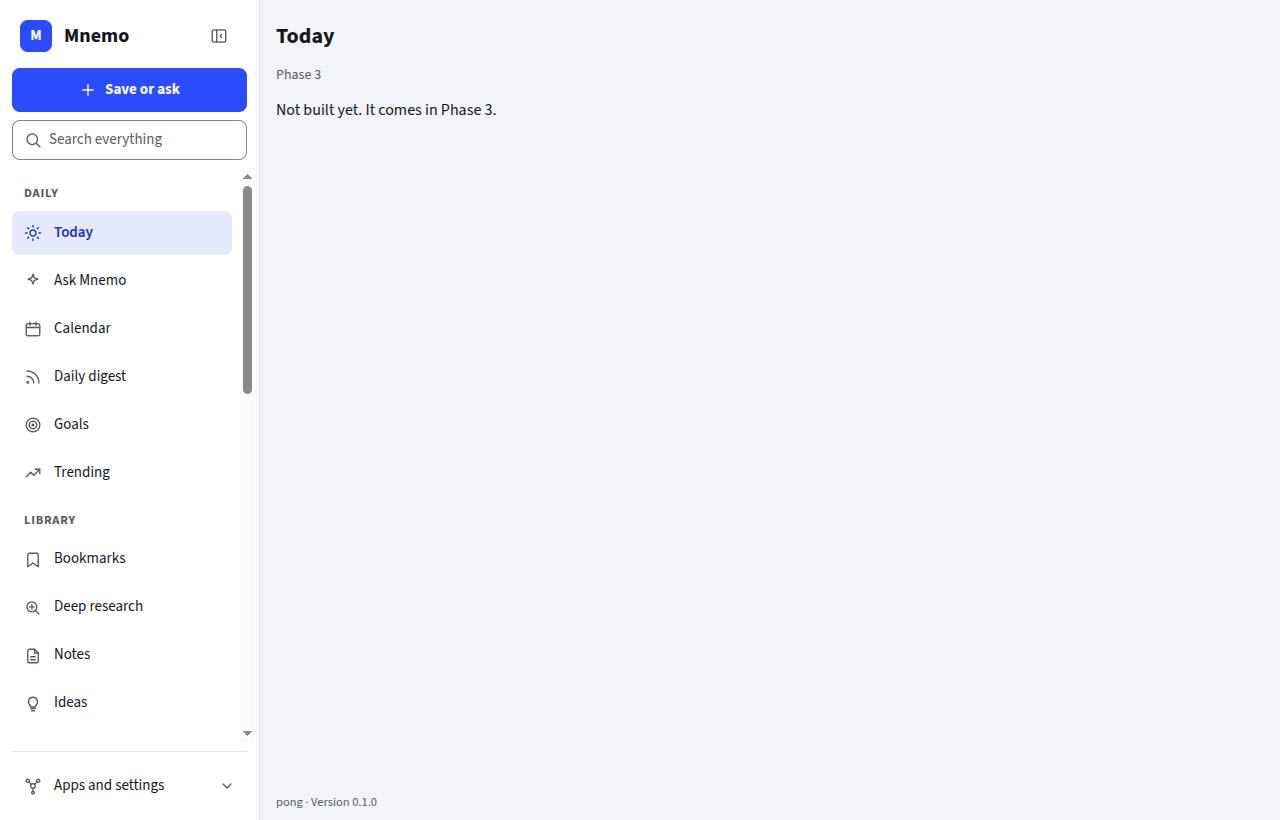 M Mnemo
Save or ask
Search everything
DAILY
Today
Ask Mnemo
Calendar
Daily digest
Goals
Trending
LIBRARY
Bookmarks
Deep research
Notes
Ideas
Apps and settings
Today
Phase 3
Not built yet. It comes in Phase 3.
pong · Version 0.1.0